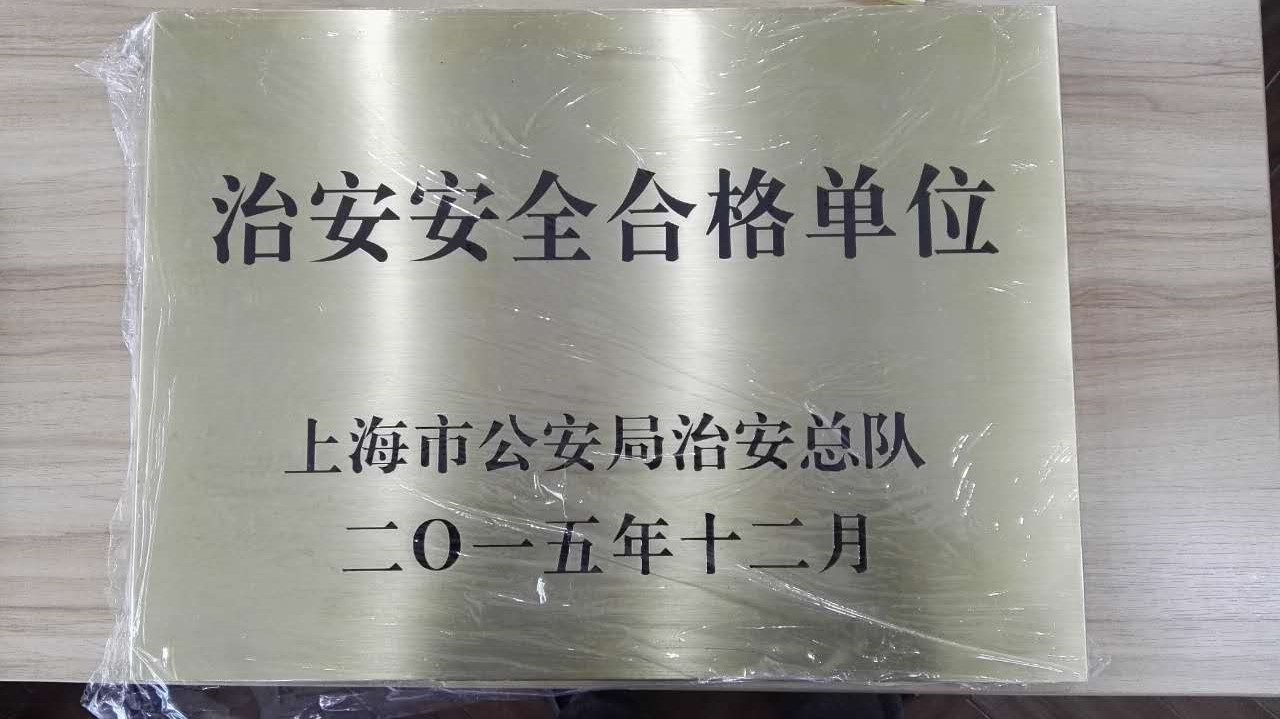 治安安全合格单位
上海市公安局治安总队
二〇一五年十二月